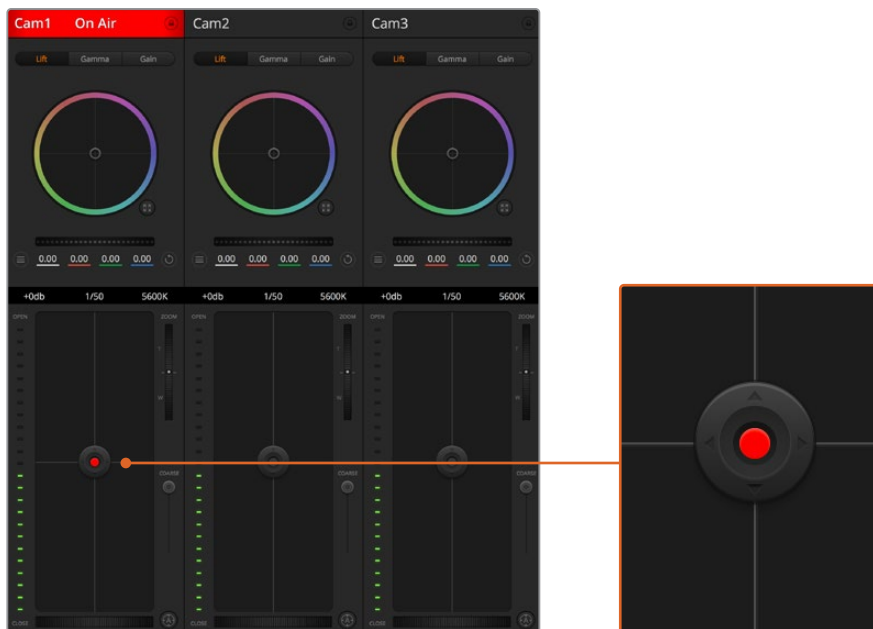 Cam1 On Air Cam2 Cam3
Lift Gamma Gain Lift Gamma Gain Lift Gamma Gain
0.00 0.00 0.00 0.00 0.00 0.00 0.00 0.00 0.00 0.00 0.00 0.00
+0db 1/50 5600K +0db 1/50 5600K +0db 1/50 5600K
OPEN ZOOM OPEN ZOOM OPEN ZOOM
T T T
W W W
COARSE COARSE COARSE
CLOSE CLOSE CLOSE